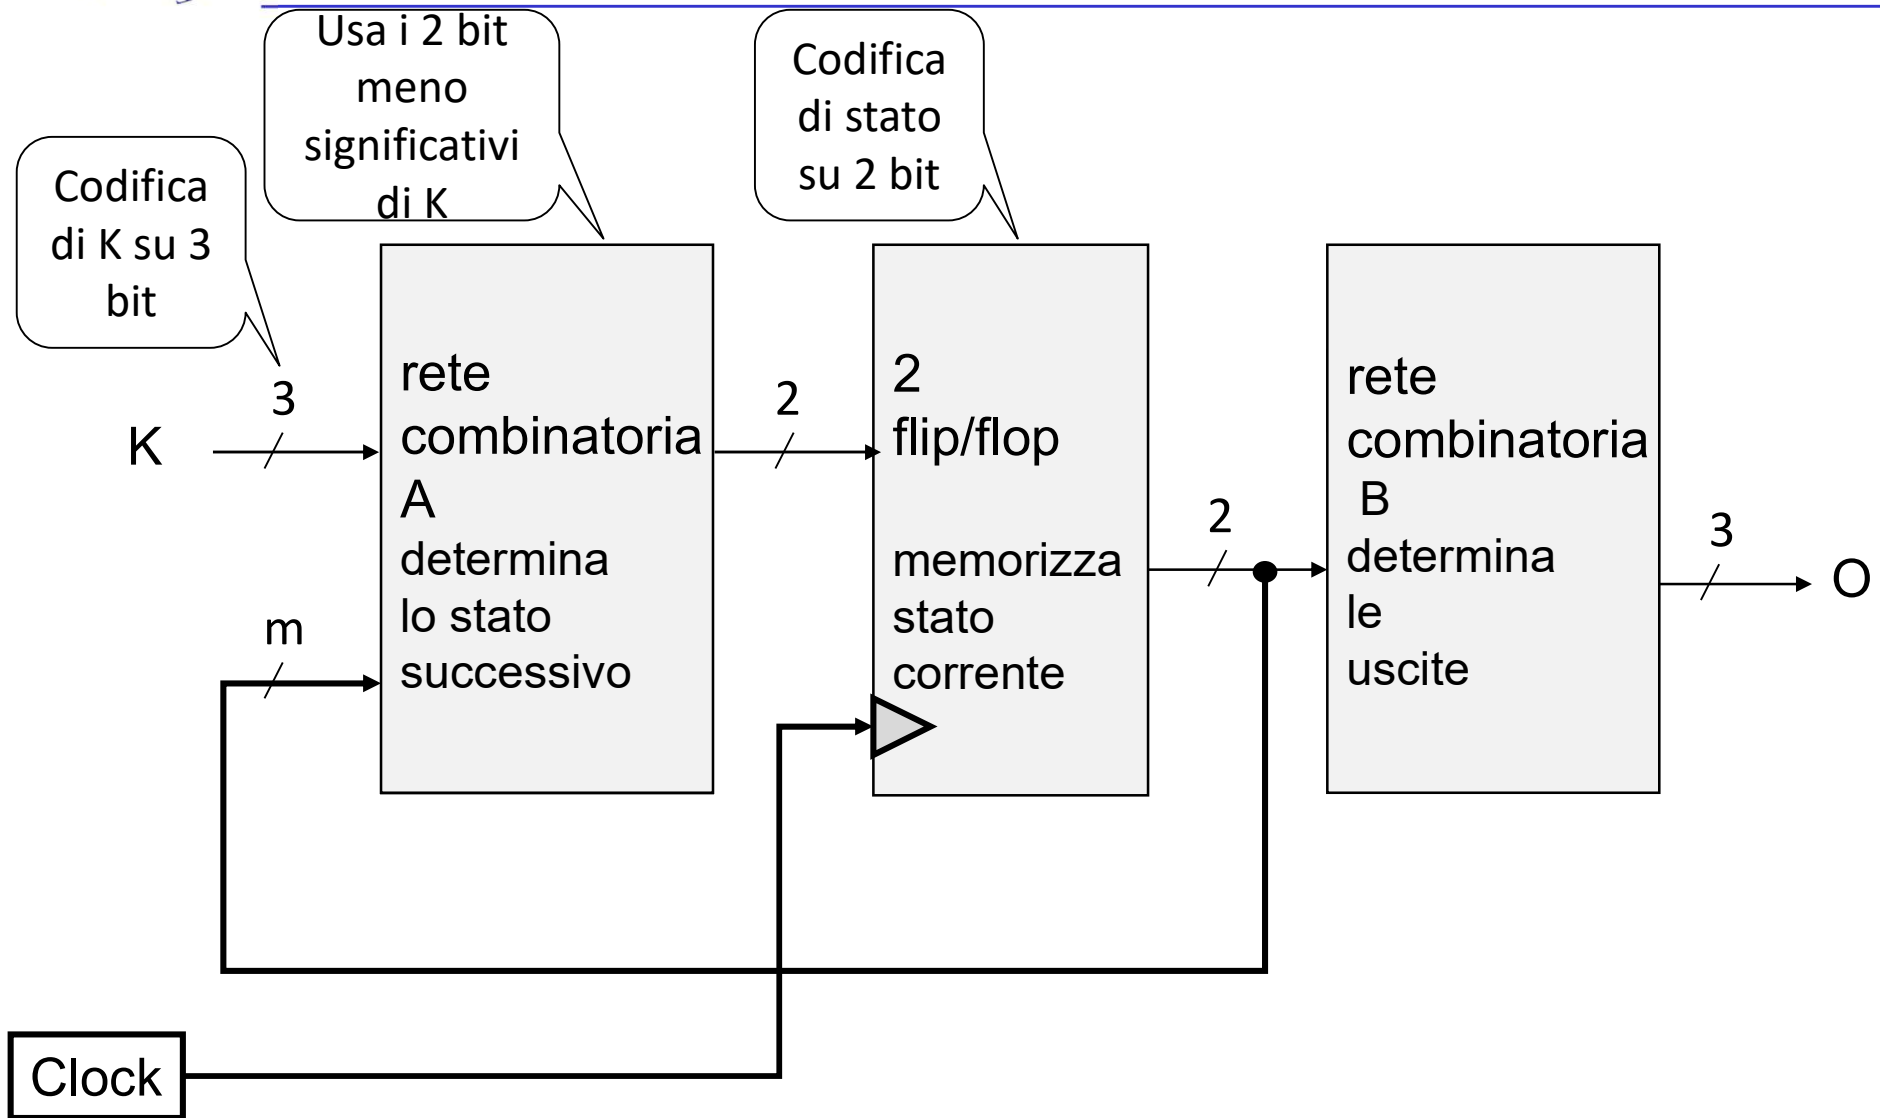 Usa i 2 bit
meno
significativi
di K
Codifica
di stato
su 2 bit
Codifica
di K su 3
bit
K
3
m
rete
combinatoria
A
determina
lo stato
successivo
2
2
flip/flop
memorizza
stato
corrente
2
rete
combinatoria
B
determina
le
uscite
3
O
Clock